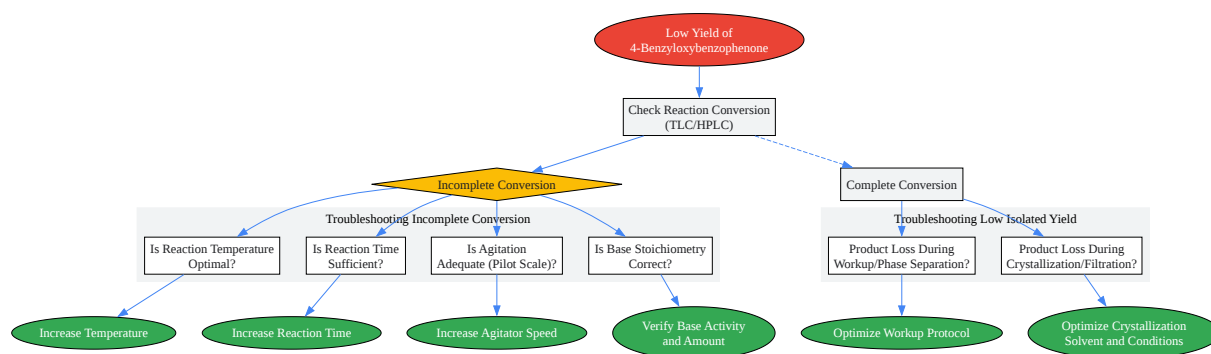 Low Yield of
4-Benzyloxybenzophenone
Check Reaction Conversion
(TLC/HPLC)
Incomplete Conversion
Complete Conversion
Troubleshooting Incomplete Conversion
Troubleshooting Low Isolated Yield
Is Reaction Temperature
Optimal?
Is Reaction Time
Sufficient?
Is Agitation
Adequate (Pilot Scale)?
Is Base Stoichiometry
Correct?
Product Loss During
Workup/Phase Separation?
Product Loss During
Crystallization/Filtration?
Increase Temperature
Increase Reaction Time
Increase Agitator Speed
Verify Base Activity
and Amount
Optimize Workup Protocol
Optimize Crystallization
Solvent and Conditions